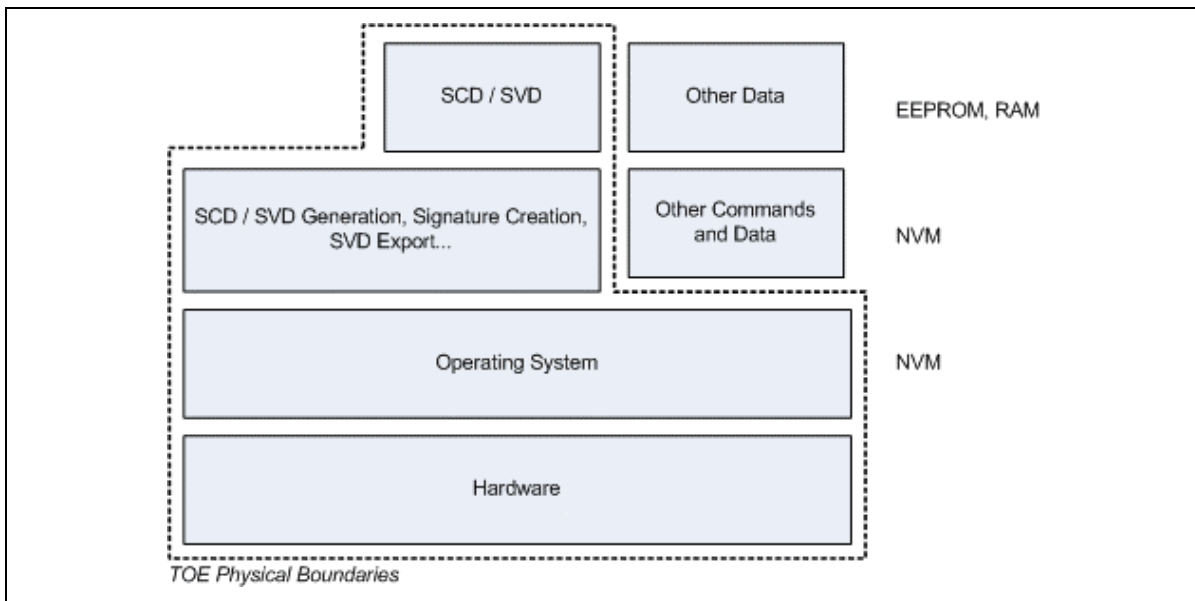 SCD / SVD
Other Data
EEPROM, RAM
SCD / SVD Generation, Signature Creation,
SVD Export...
Other Commands
and Data
NVM
Operating System
NVM
Hardware
TOE Physical Boundaries